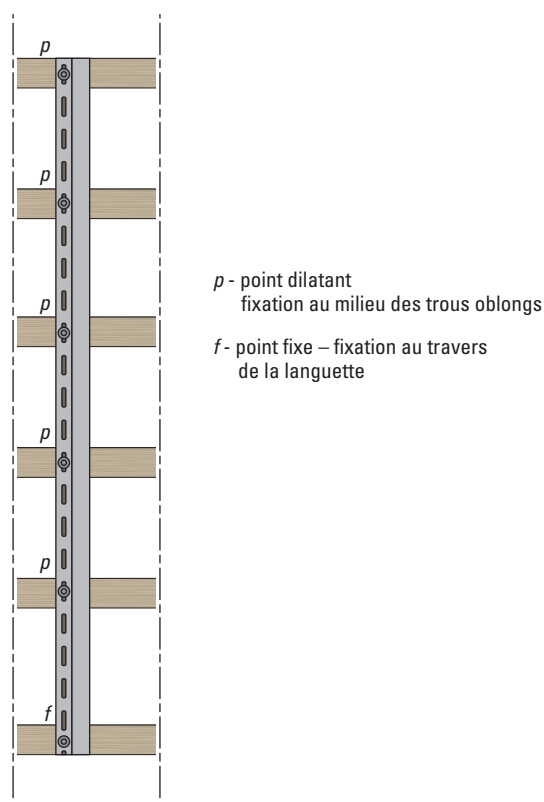 p
p
p
p
p
f
p - point dilatant
fixation au milieu des trous oblongs
f - point fixe – fixation au travers
de la languette